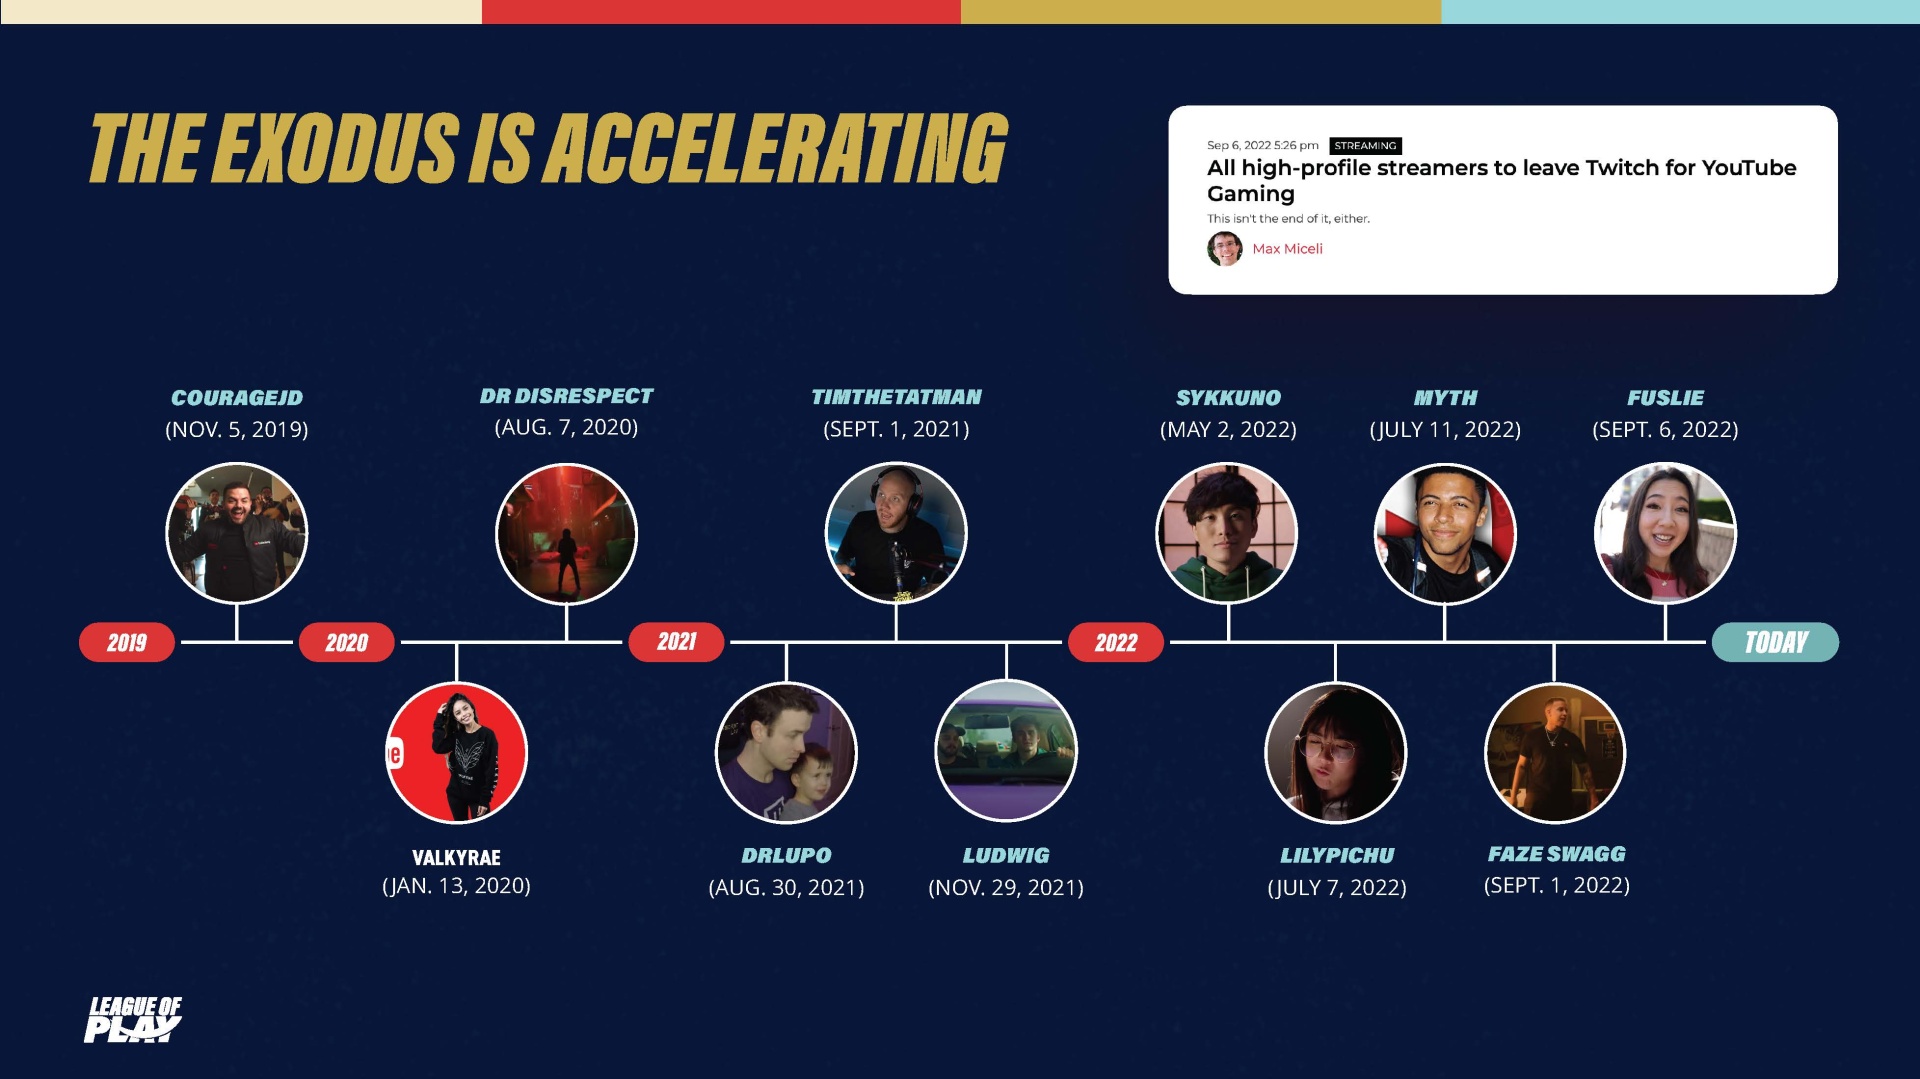 THE EXODUS IS ACCELERATING
Sep 6, 2022 5:26 pm STREAMING
All high-profile streamers to leave Twitch for YouTube
Gaming
This isn't the end of it, either.
Max Miceli
COURAGEJD
(NOV. 5, 2019)
DR DISRESPECT
(AUG. 7, 2020)
TIMTHETATMAN
(SEPT. 1, 2021)
SYKKUNO
(MAY 2, 2022)
MYTH
(JULY 11, 2022)
FUSLIE
(SEPT. 6, 2022)
2019
2020
2021
2022
TODAY
e
VALKYRAE
(JAN. 13, 2020)
DRLUPO
(AUG. 30, 2021)
LUDWIG
(NOV. 29, 2021)
LILYPICHU
(JULY 7, 2022)
FAZE SWAGG
(SEPT. 1, 2022)
LEAGUE OF
PLAY